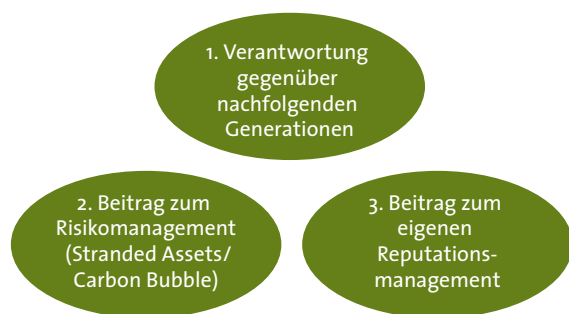 1. Verantwortung
gegenüber
nachfolgenden
Generationen
2. Beitrag zum
Risikomanagement
(Stranded Assets/
Carbon Bubble)
3. Beitrag zum
eigenen
Reputations-
management